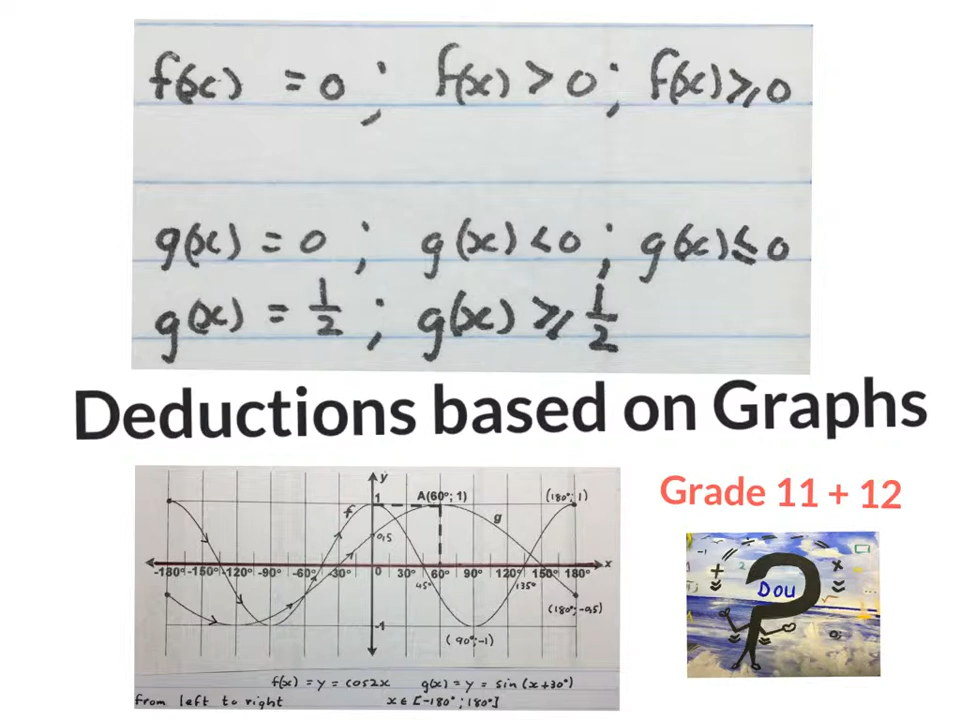 f(x) = 0 ; f(x) > 0 ; f(x) ≥ 0
g(x) = 0 ; g(x) < 0 ; g(x) ≤ 0
g(x) = 1/2 ; g(x) ≥ 1/2
Deductions based on Graphs
Grade 11 + 12
y
1 A(60°; 1) (180°; 1)
f g
0,5
-180° -150° -120° -90° -60° -30° 0 30° 60° 90° 180° x
45° 135°
(180°; -0,5)
-1 (90°; -1)
f(x) = y = cos2x g(x) = y = sin (x+30°)
from left to right x ∈ [-180° ; 180°]
Dou